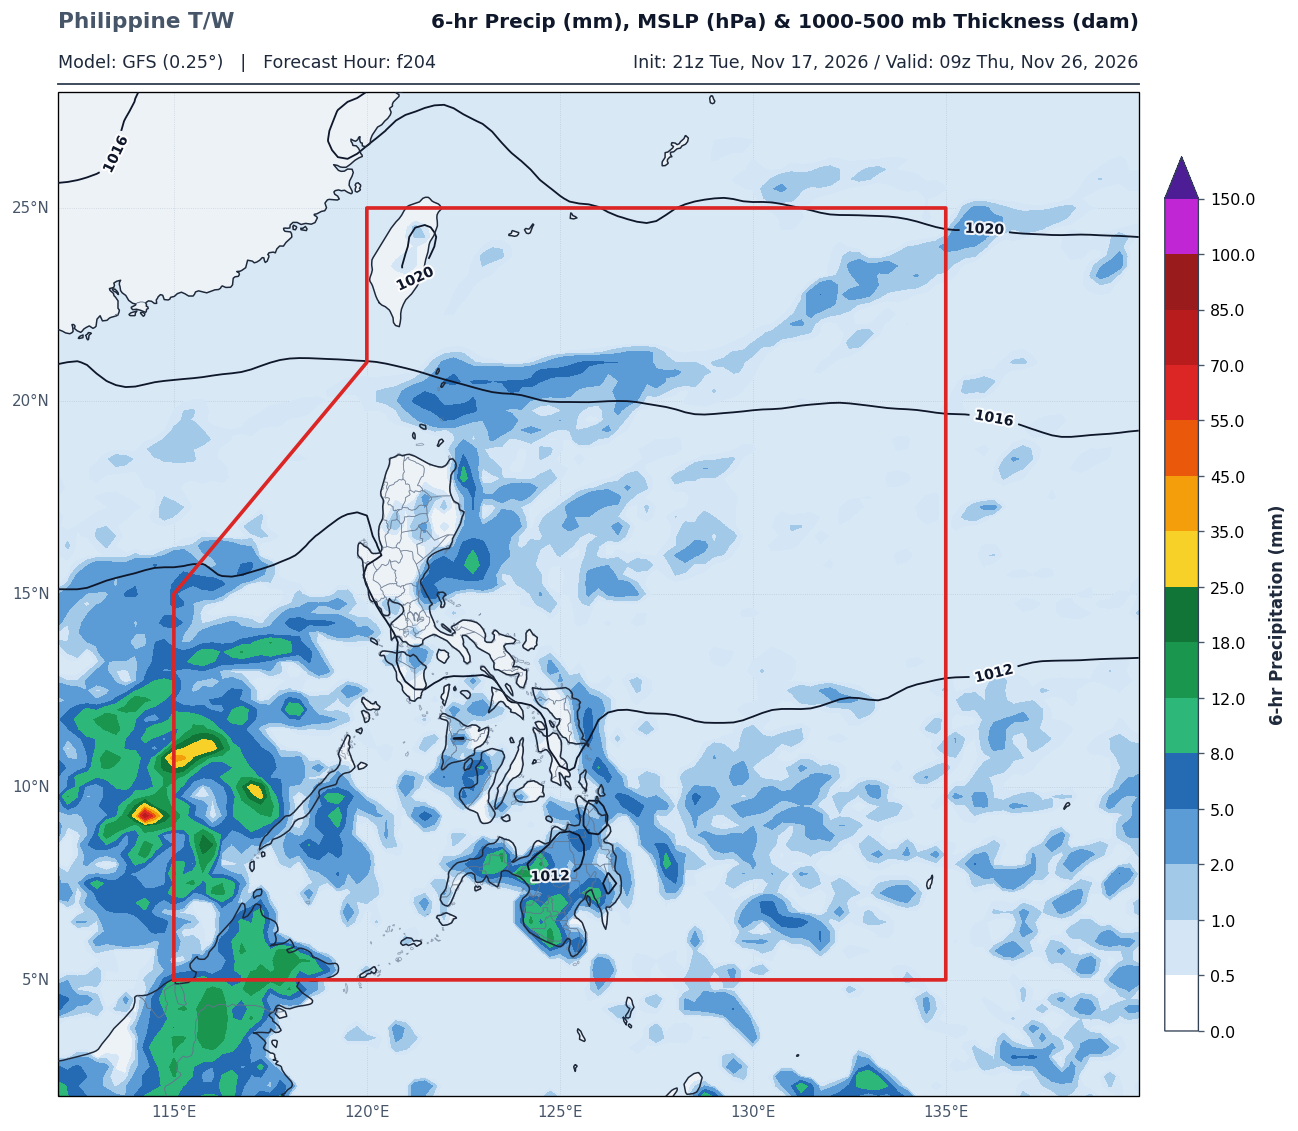 Philippine T/W
6-hr Precip (mm), MSLP (hPa) & 1000-500 mb Thickness (dam)
Model: GFS (0.25°) | Forecast Hour: f204
Init: 21z Tue, Nov 17, 2026 / Valid: 09z Thu, Nov 26, 2026
1016
1020
1020
1016
1012
1012
25°N
20°N
15°N
10°N
5°N
115°E
120°E
125°E
130°E
135°E
150.0
100.0
85.0
70.0
55.0
45.0
35.0
25.0
18.0
12.0
8.0
5.0
2.0
1.0
0.5
0.0
6-hr Precipitation (mm)